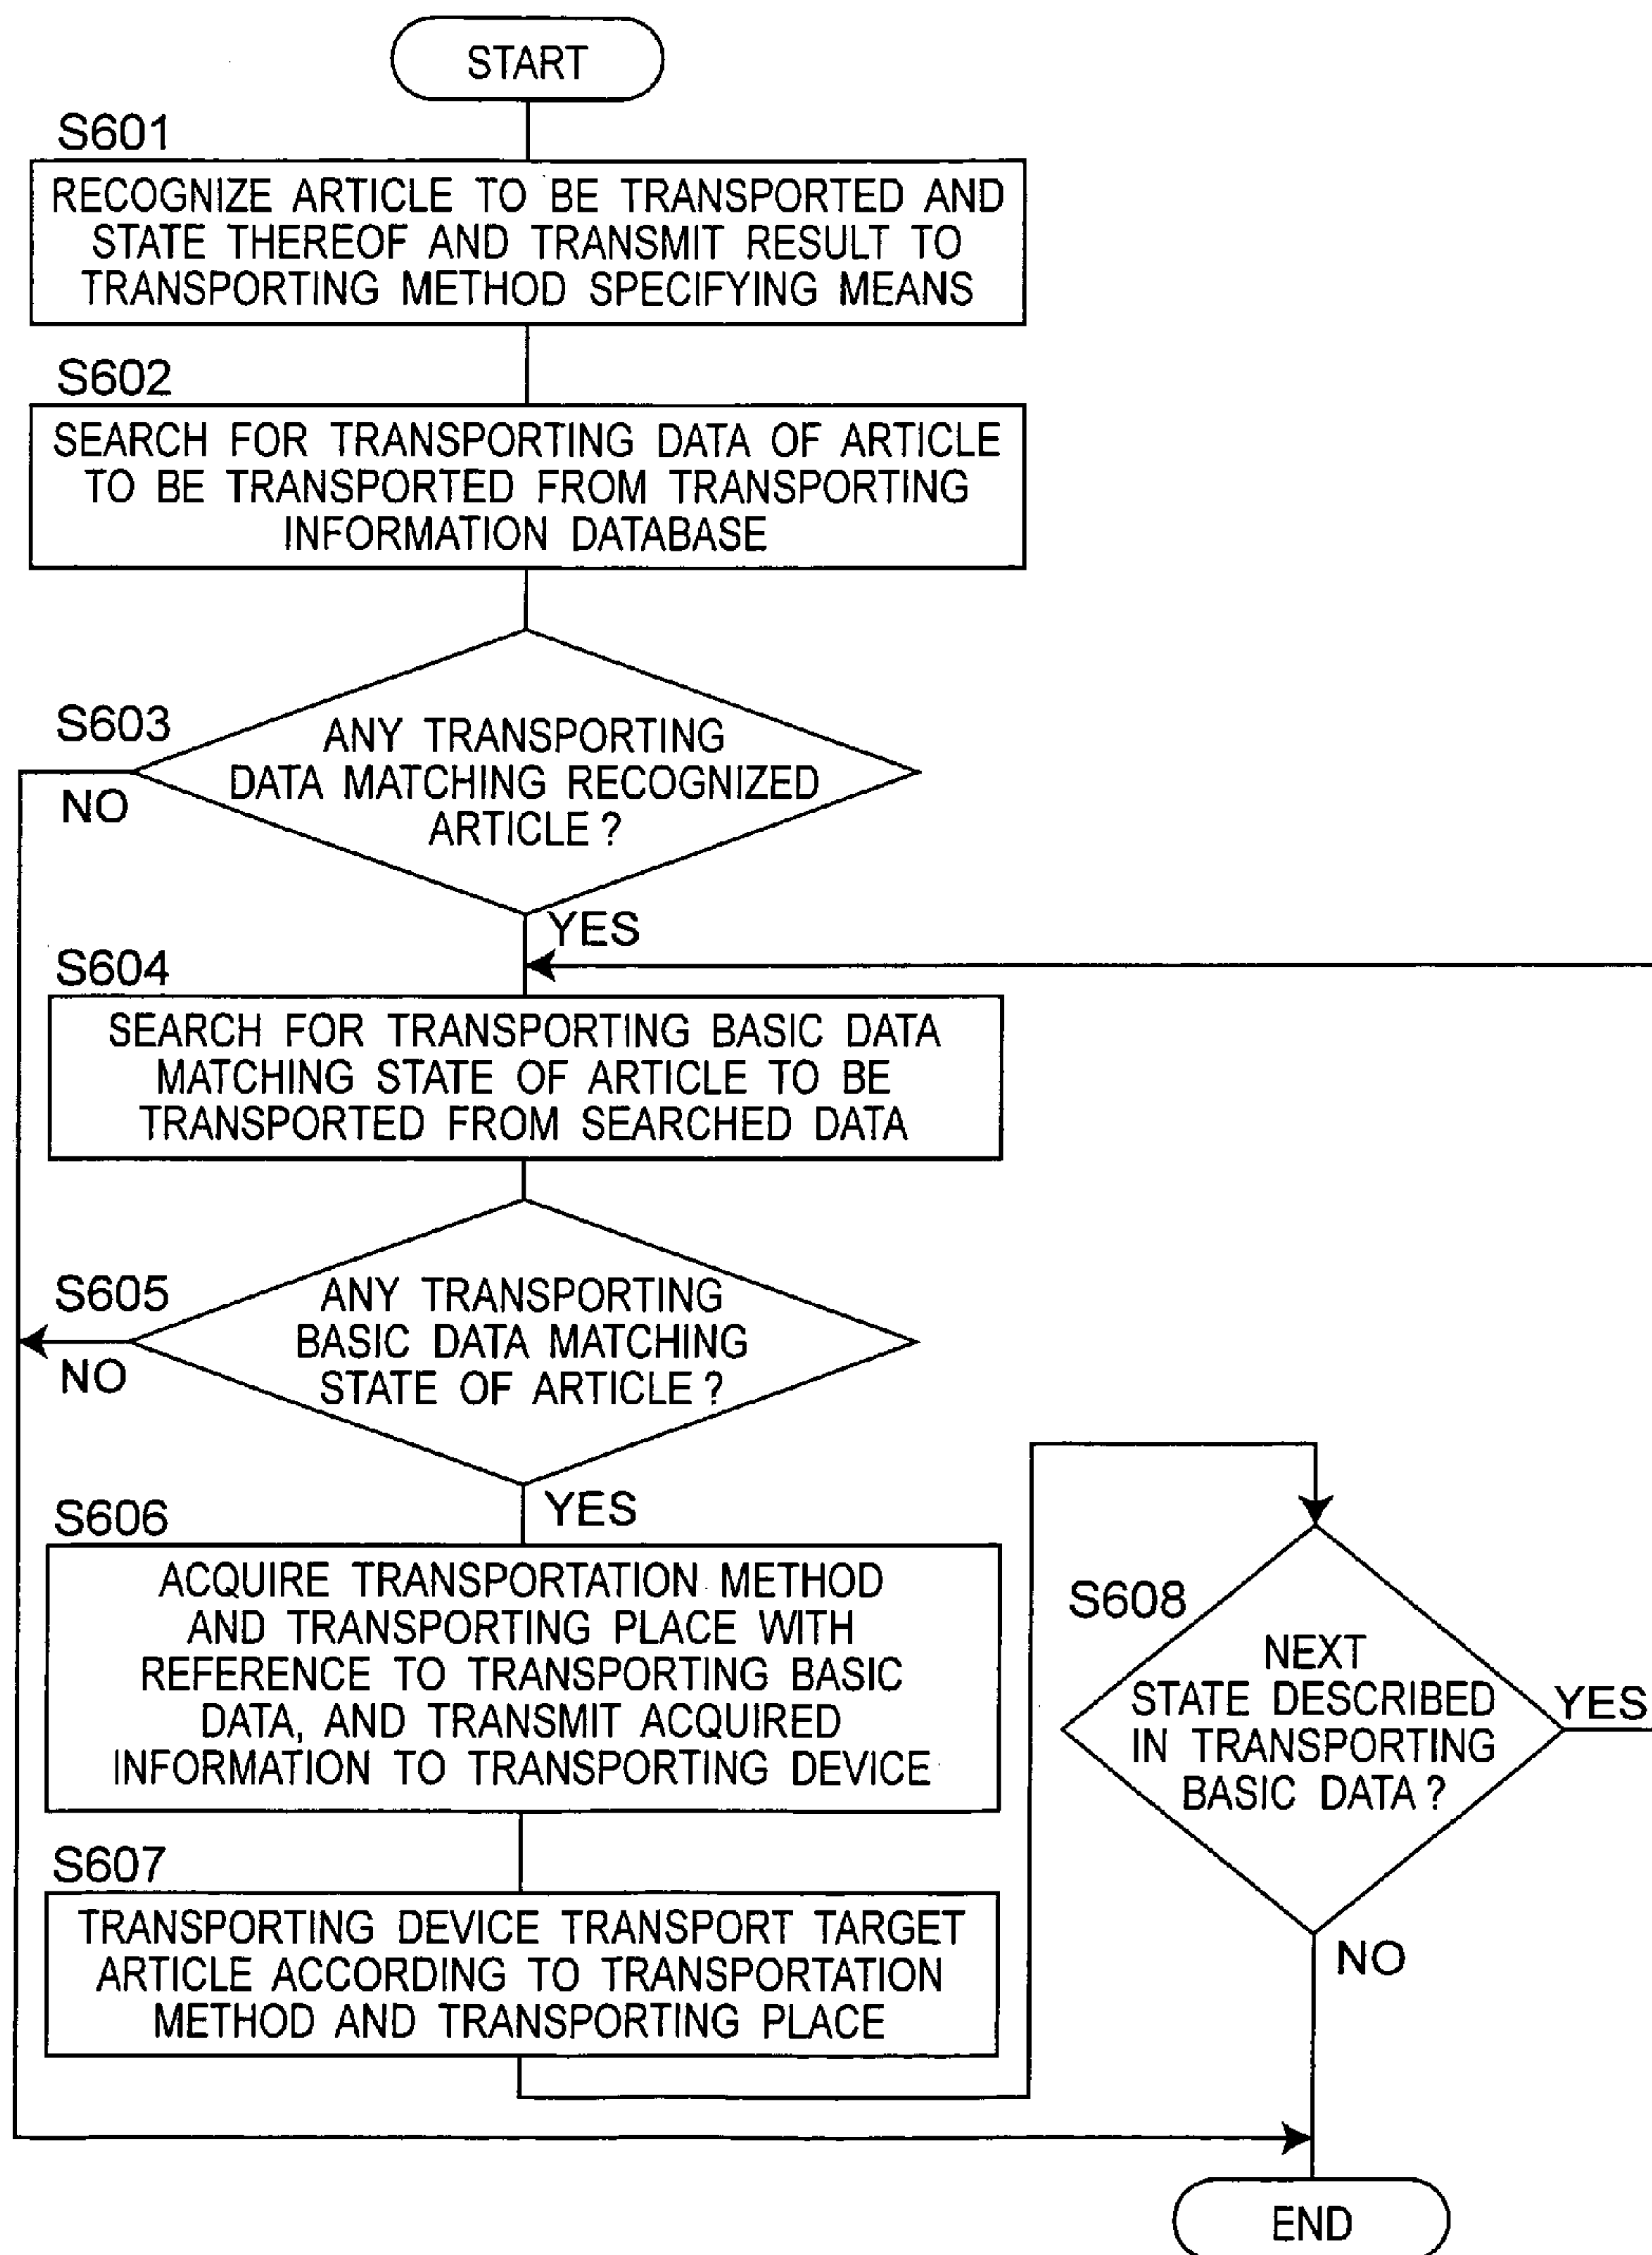 START
S601
RECOGNIZE ARTICLE TO BE TRANSPORTED AND
STATE THEREOF AND TRANSMIT RESULT TO
TRANSPORTING METHOD SPECIFYING MEANS
S602
SEARCH FOR TRANSPORTING DATA OF ARTICLE
TO BE TRANSPORTED FROM TRANSPORTING
INFORMATION DATABASE
S603
ANY TRANSPORTING
DATA MATCHING RECOGNIZED
ARTICLE ?
NO
YES
S604
SEARCH FOR TRANSPORTING BASIC DATA
MATCHING STATE OF ARTICLE TO BE
TRANSPORTED FROM SEARCHED DATA
S605
ANY TRANSPORTING
BASIC DATA MATCHING
STATE OF ARTICLE ?
NO
YES
S606
ACQUIRE TRANSPORTATION METHOD
AND TRANSPORTING PLACE WITH
REFERENCE TO TRANSPORTING BASIC
DATA, AND TRANSMIT ACQUIRED
INFORMATION TO TRANSPORTING DEVICE
S607
TRANSPORTING DEVICE TRANSPORT TARGET
ARTICLE ACCORDING TO TRANSPORTATION
METHOD AND TRANSPORTING PLACE
S608
NEXT
STATE DESCRIBED
IN TRANSPORTING
BASIC DATA ?
YES
NO
END